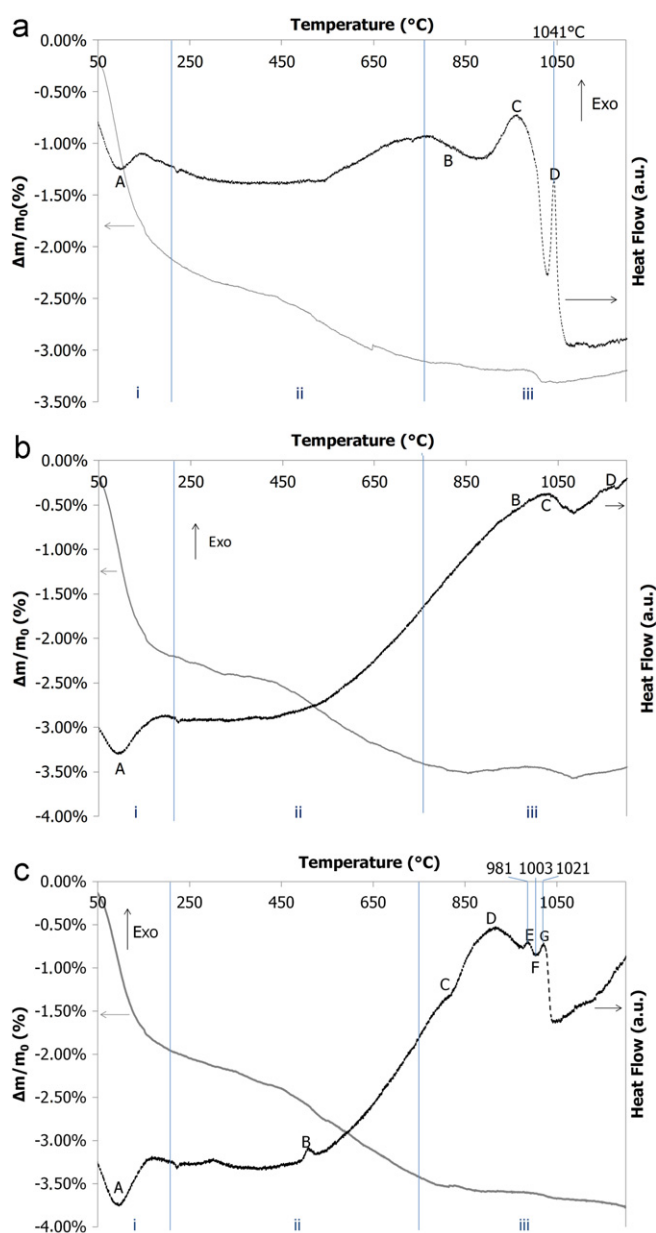 a
Temperature (°C)
1041°C
0.00%
50 250 450 650 850 1050
-0.50%
-1.00%
-1.50%
-2.00%
-2.50%
-3.00%
-3.50%
Δm/m₀(%)
Heat Flow (a.u.)
Exo
A B C D
i ii iii
b
Temperature (°C)
0.00%
50 250 450 650 850 1050
-0.50%
-1.00%
-1.50%
-2.00%
-2.50%
-3.00%
-3.50%
-4.00%
Δm/m₀ (%)
Heat Flow (a.u.)
Exo
A B C D
i ii iii
c
Temperature (°C)
981 1003 1021
0.00%
50 250 450 650 850 1050
-0.50%
-1.00%
-1.50%
-2.00%
-2.50%
-3.00%
-3.50%
-4.00%
Δm/m₀ (%)
Heat Flow (a.u.)
Exo
A B C D E F G
i ii iii